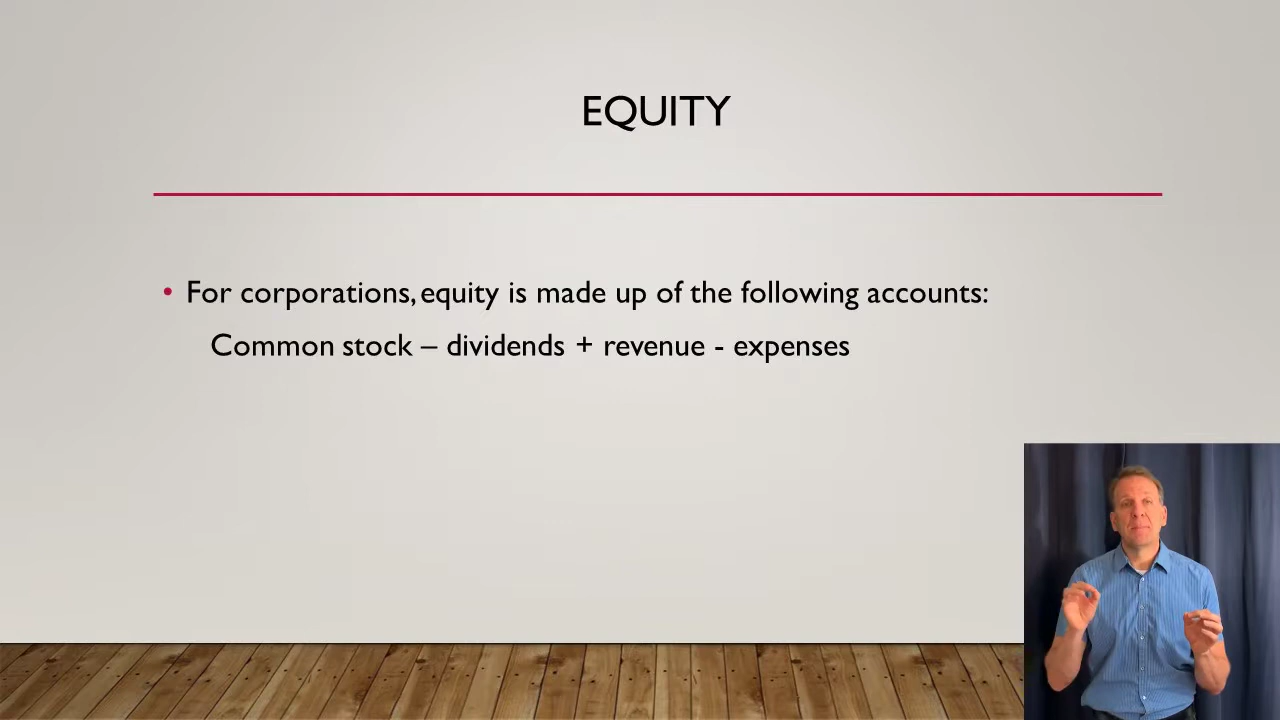 EQUITY
• For corporations, equity is made up of the following accounts:
Common stock – dividends + revenue - expenses